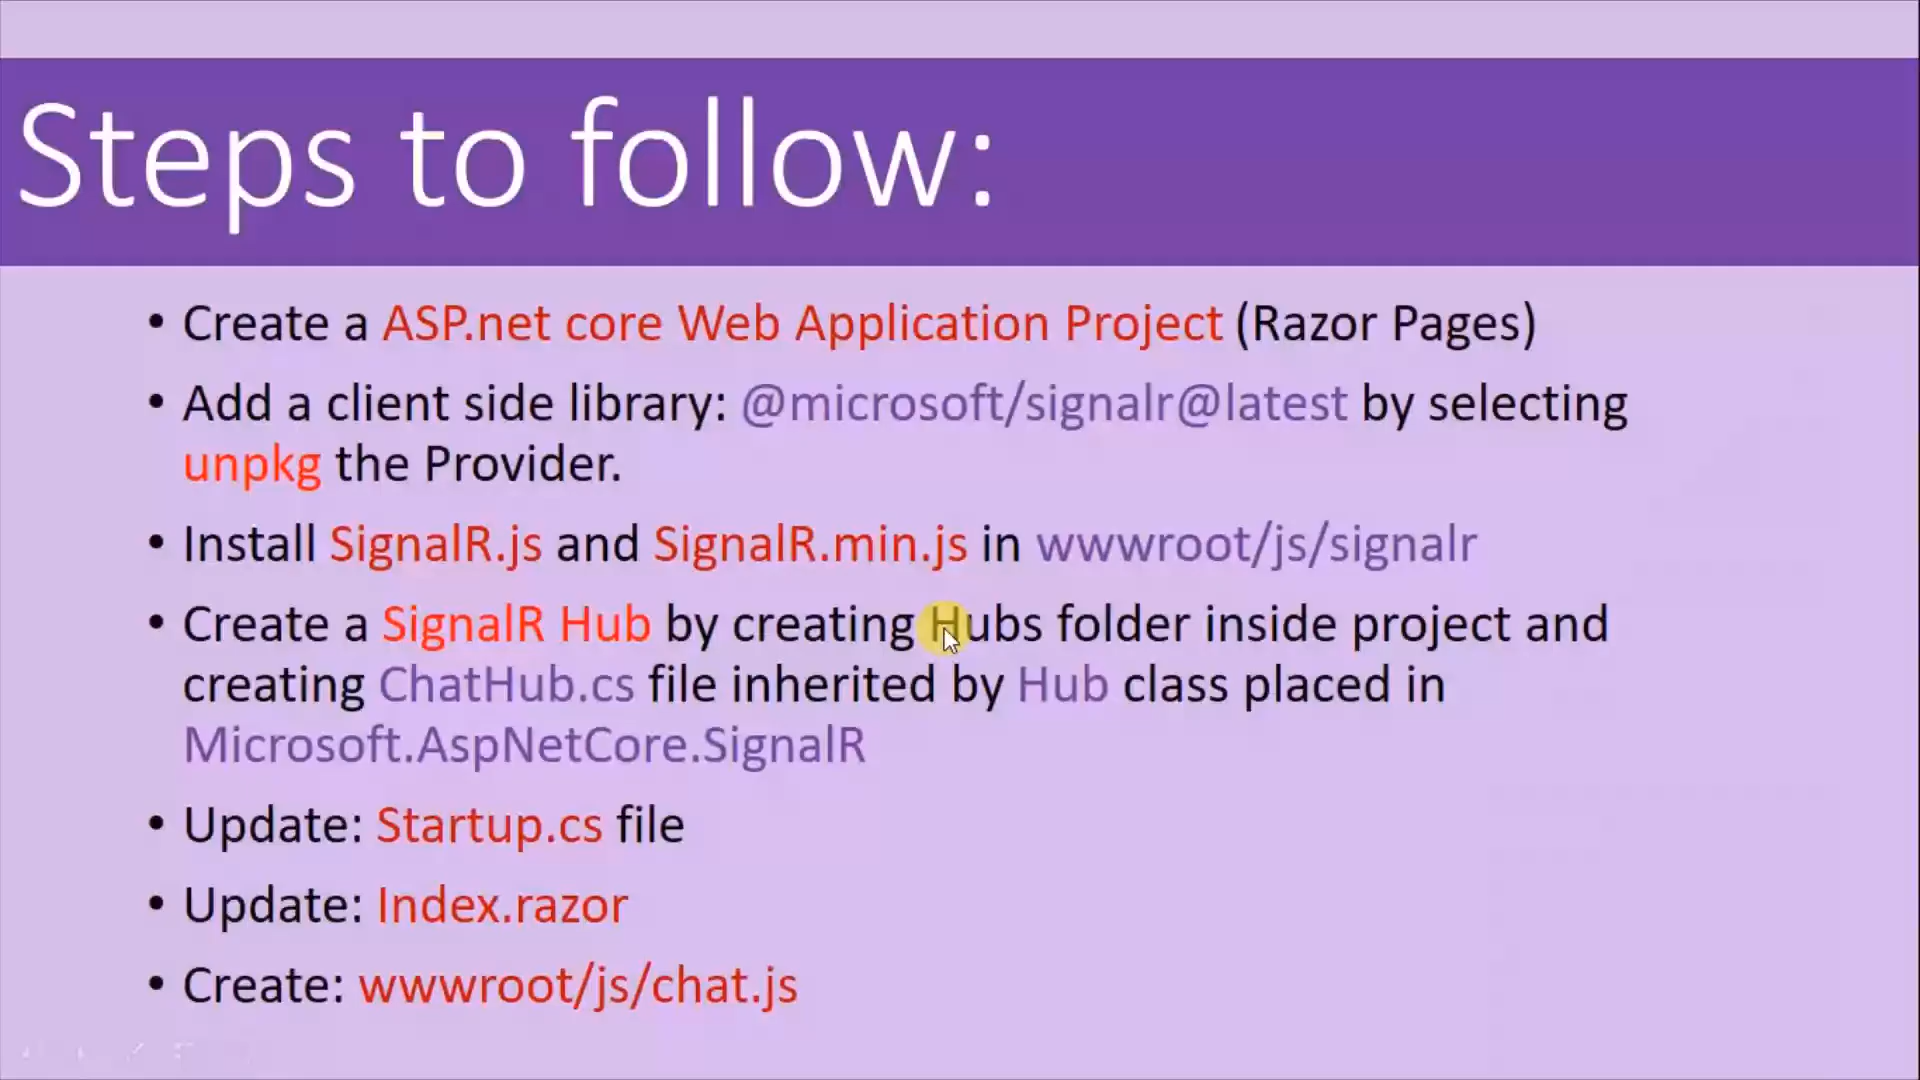 Steps to follow:
• Create a ASP.net core Web Application Project (Razor Pages)
• Add a client side library: @microsoft/signalr@latest by selecting
unpkg the Provider.
• Install SignalR.js and SignalR.min.js in wwwroot/js/signalr
• Create a SignalR Hub by creating Hubs folder inside project and
creating ChatHub.cs file inherited by Hub class placed in
Microsoft.AspNetCore.SignalR
• Update: Startup.cs file
• Update: Index.razor
• Create: wwwroot/js/chat.js